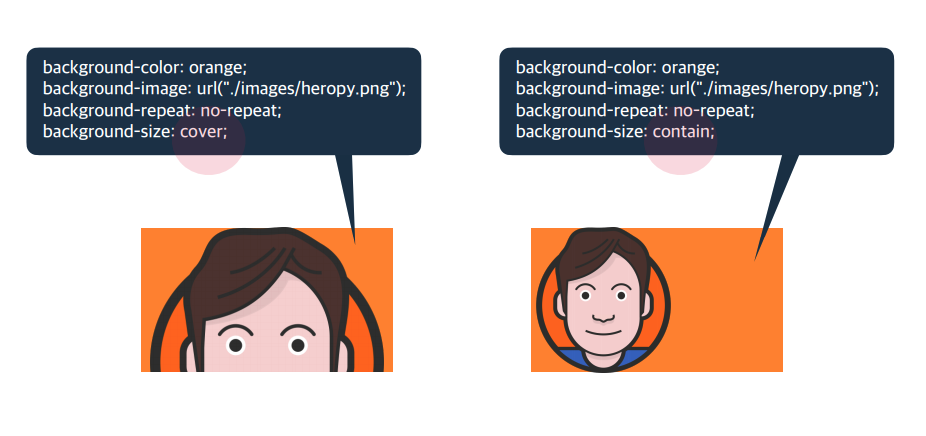 background-color: orange;
background-image: url("./images/heropy.png");
background-repeat: no-repeat;
background-size: cover;
background-color: orange;
background-image: url("./images/heropy.png");
background-repeat: no-repeat;
background-size: contain;